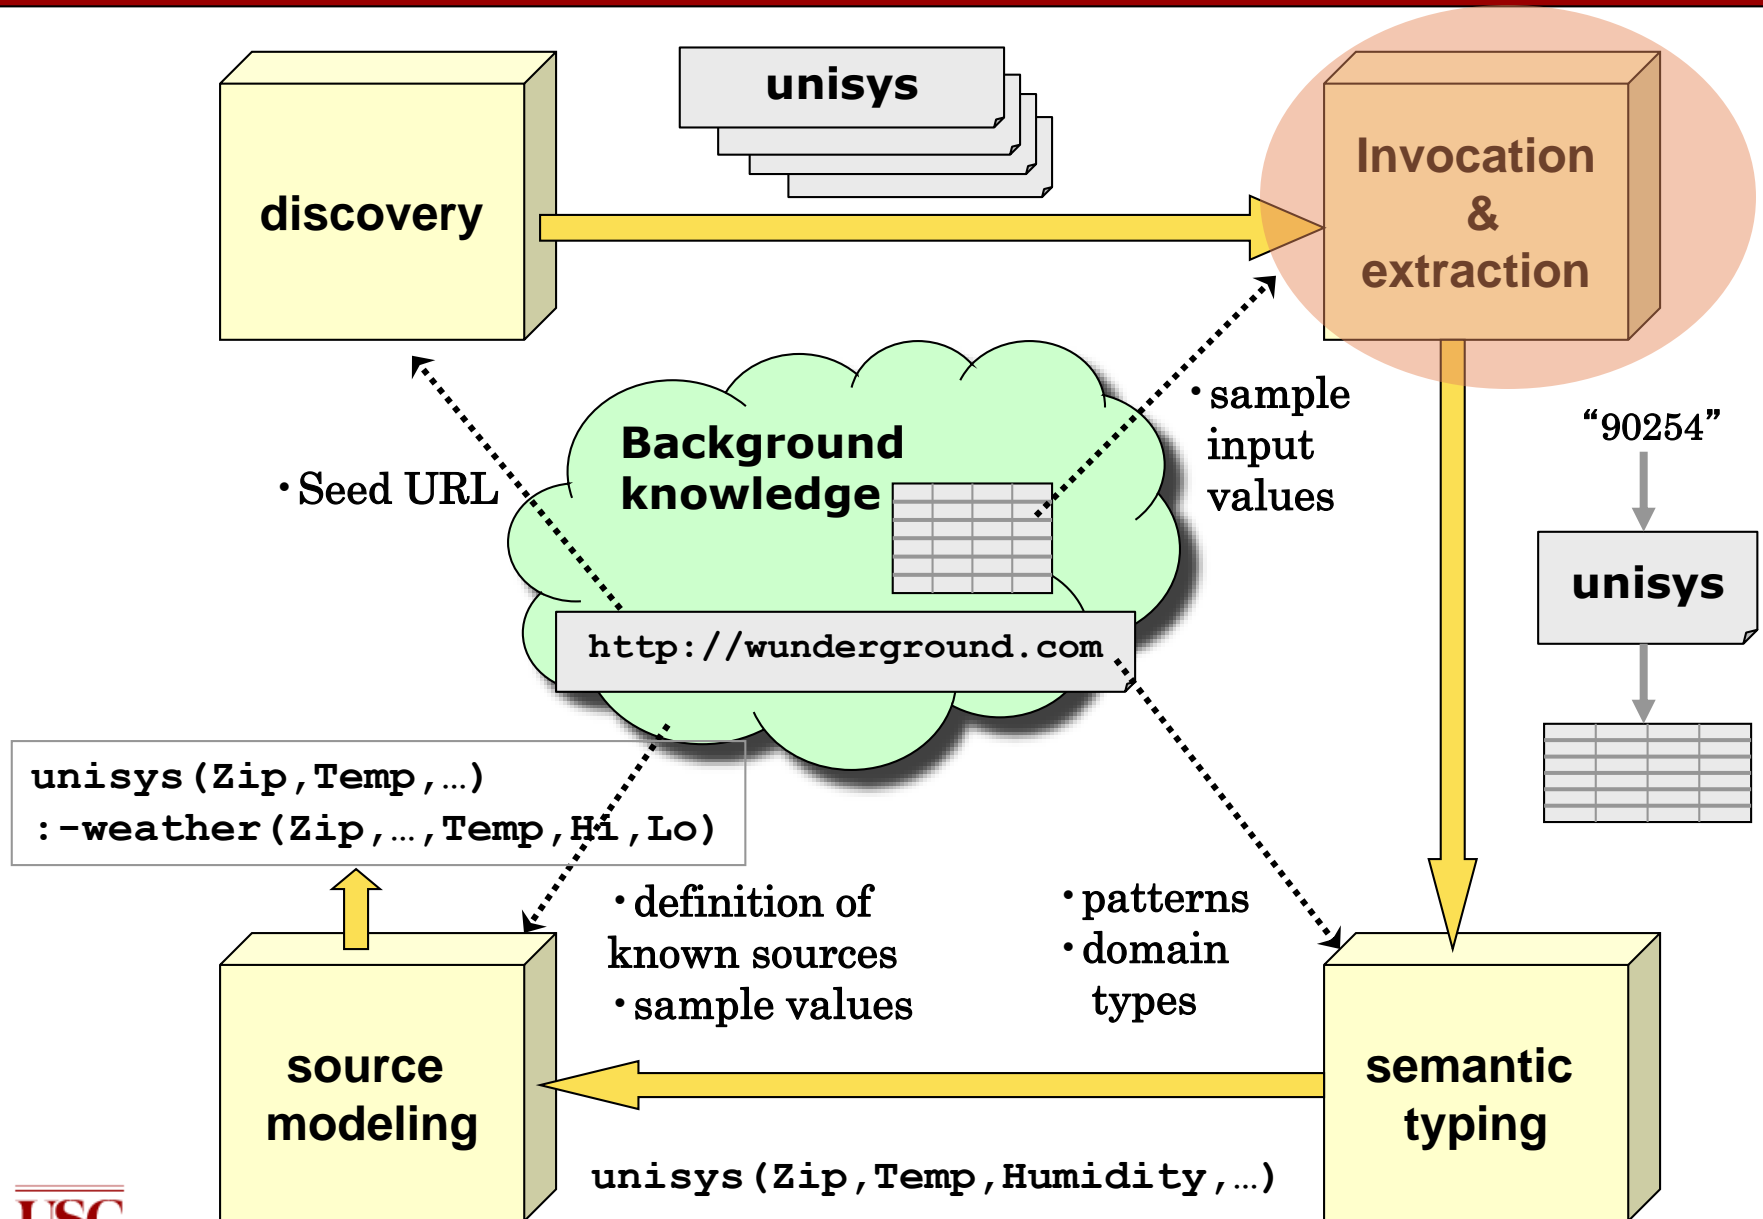 unisys
discovery
Invocation
&
extraction
Background
knowledge
• sample
input
values
• Seed URL
“90254”
unisys
http://wunderground.com
unisys(Zip,Temp,…)
:-weather(Zip,…,Temp,Hi,Lo)
• definition of
known sources
• sample values
• patterns
• domain
types
source
modeling
semantic
typing
unisys(Zip,Temp,Humidity,…)
USC